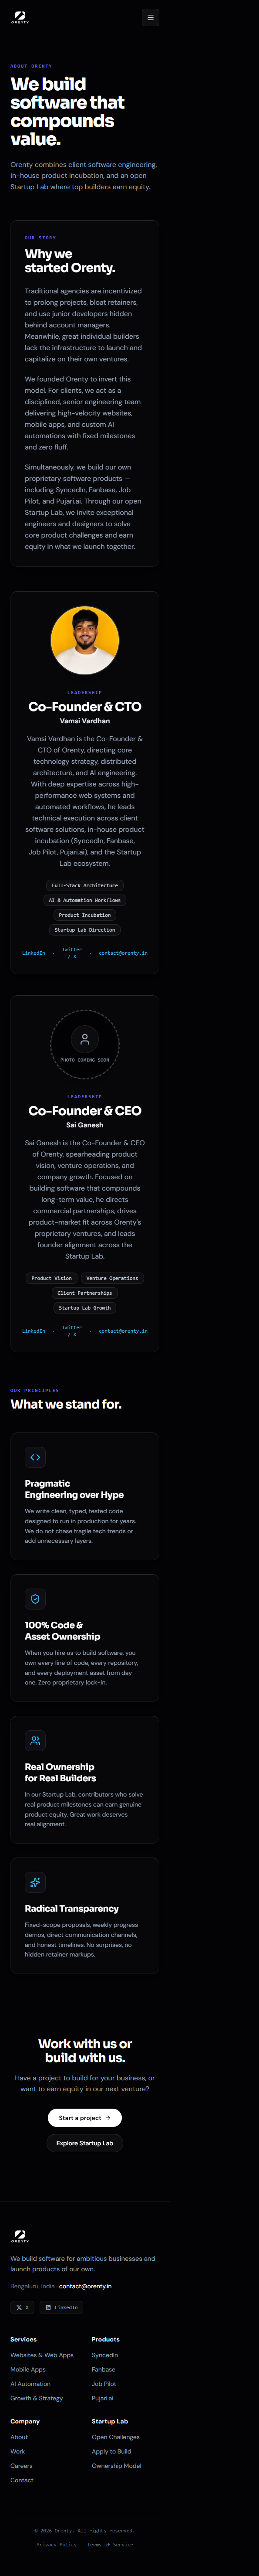 ORENTY
ABOUT ORENTY
We build
software that
compounds
value.
Orenty combines client software engineering,
in-house product incubation, and an open
Startup Lab where top builders earn equity.
OUR STORY
Why we
started Orenty.
Traditional agencies are incentivized
to prolong projects, bloat retainers,
and use junior developers hidden
behind account managers.
Meanwhile, great individual builders
lack the infrastructure to launch and
capitalize on their own ventures.
We founded Orenty to invert this
model. For clients, we act as a
disciplined, senior engineering team
delivering high-velocity websites,
mobile apps, and custom AI
automations with fixed milestones
and zero fluff.
Simultaneously, we build our own
proprietary software products —
including SyncedIn, Fanbase, Job
Pilot, and Pujari.ai. Through our open
Startup Lab, we invite exceptional
engineers and designers to solve
core product challenges and earn
equity in what we launch together.
LEADERSHIP
Co-Founder & CTO
Vamsi Vardhan
Vamsi Vardhan is the Co-Founder &
CTO of Orenty, directing core
technology strategy, distributed
architecture, and AI engineering.
With deep expertise across high-
performance web systems and
automated workflows, he leads
technical execution across client
software solutions, in-house product
incubation (SyncedIn, Fanbase,
Job Pilot, Pujari.ai), and the Startup
Lab ecosystem.
Full-Stack Architecture
AI & Automation Workflows
Product Incubation
Startup Lab Direction
LinkedIn · Twitter / X · contact@orenty.in
PHOTO COMING SOON
LEADERSHIP
Co-Founder & CEO
Sai Ganesh
Sai Ganesh is the Co-Founder & CEO
of Orenty, spearheading product
vision, venture operations, and
company growth. Focused on
building software that compounds
long-term value, he directs
commercial partnerships, drives
product-market fit across Orenty's
proprietary ventures, and leads
founder alignment across the
Startup Lab.
Product Vision Venture Operations
Client Partnerships
Startup Lab Growth
LinkedIn · Twitter / X · contact@orenty.in
OUR PRINCIPLES
What we stand for.
Pragmatic
Engineering over Hype
We write clean, typed, tested code
designed to run in production for years.
We do not chase fragile tech trends or
add unnecessary layers.
100% Code &
Asset Ownership
When you hire us to build software, you
own every line of code, every repository,
and every deployment asset from day
one. Zero proprietary lock-in.
Real Ownership
for Real Builders
In our Startup Lab, contributors who solve
real product milestones can earn genuine
product equity. Great work deserves
real alignment.
Radical Transparency
Fixed-scope proposals, weekly progress
demos, direct communication channels,
and honest timelines. No surprises, no
hidden retainer markups.
Work with us or
build with us.
Have a project to build for your business, or
want to earn equity in our next venture?
Start a project →
Explore Startup Lab
ORENTY
We build software for ambitious businesses and
launch products of our own.
Bengaluru, India · contact@orenty.in
X LinkedIn
Services
Websites & Web Apps
Mobile Apps
AI Automation
Growth & Strategy
Products
SyncedIn
Fanbase
Job Pilot
Pujari.ai
Company
About
Work
Careers
Contact
Startup Lab
Open Challenges
Apply to Build
Ownership Model
© 2026 Orenty. All rights reserved.
Privacy Policy Terms of Service